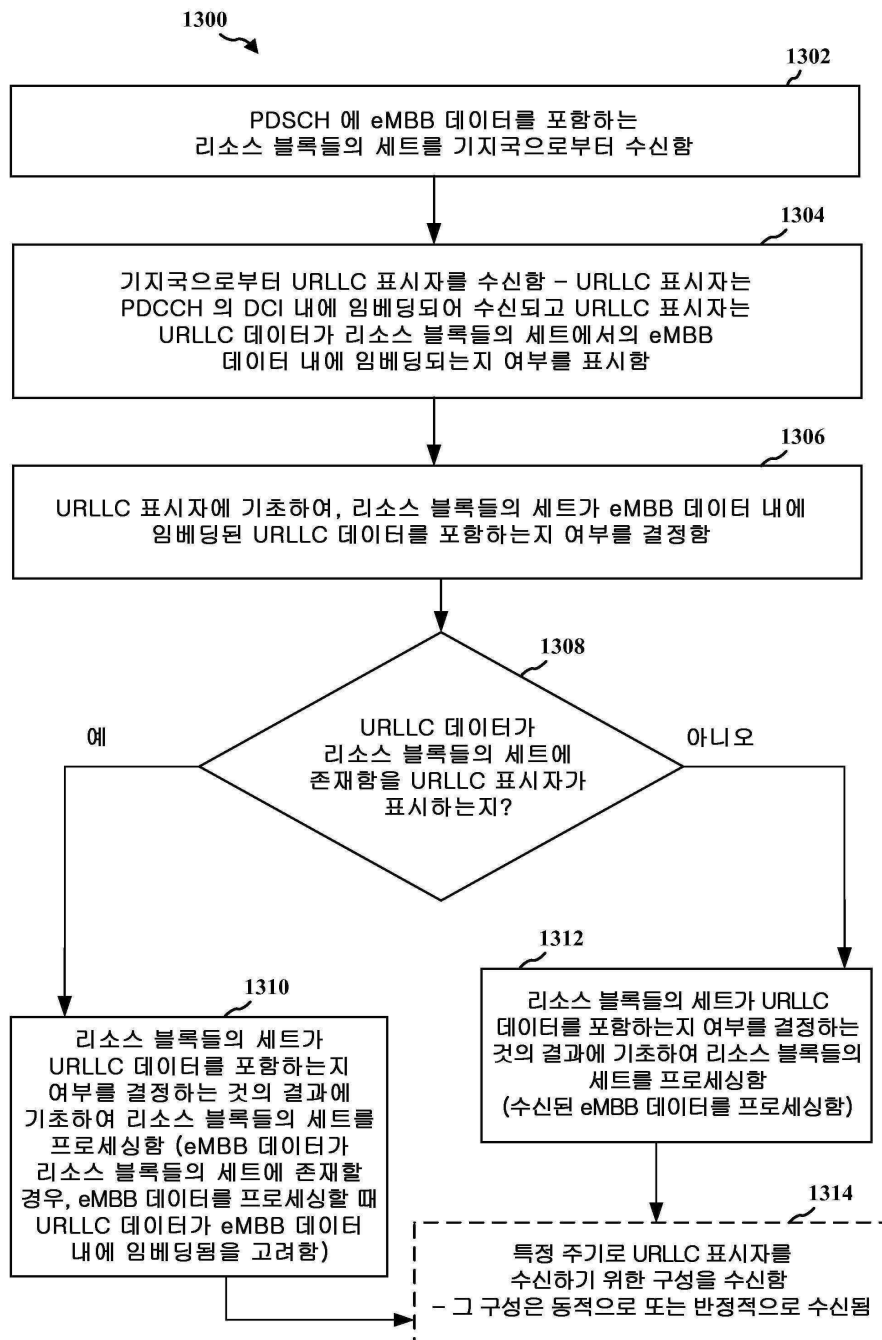 1300
1302
PDSCH 에 eMBB 데이터를 포함하는
리소스 블록들의 세트를 기지국으로부터 수신함
1304
기지국으로부터 URLLC 표시자를 수신함 – URLLC 표시자는
PDCCH 의 DCI 내에 임베딩되어 수신되고 URLLC 표시자는
URLLC 데이터가 리소스 블록들의 세트에서의 eMBB
데이터 내에 임베딩되는지 여부를 표시함
1306
URLLC 표시자에 기초하여, 리소스 블록들의 세트가 eMBB 데이터 내에
임베딩된 URLLC 데이터를 포함하는지 여부를 결정함
1308
URLLC 데이터가
리소스 블록들의 세트에
존재함을 URLLC 표시자가
표시하는지?
예
아니오
1310
리소스 블록들의 세트가
URLLC 데이터를 포함하는지
여부를 결정하는 것의 결과에
기초하여 리소스 블록들의 세트를
프로세싱함 (eMBB 데이터가
리소스 블록들의 세트에 존재할
경우, eMBB 데이터를 프로세싱할 때
URLLC 데이터가 eMBB 데이터
내에 임베딩됨을 고려함)
1312
리소스 블록들의 세트가 URLLC
데이터를 포함하는지 여부를 결정하는
것의 결과에 기초하여 리소스 블록들의
세트를 프로세싱함
(수신된 eMBB 데이터를 프로세싱함)
1314
특정 주기로 URLLC 표시자를
수신하기 위한 구성을 수신함
– 그 구성은 동적으로 또는 반정적으로 수신됨